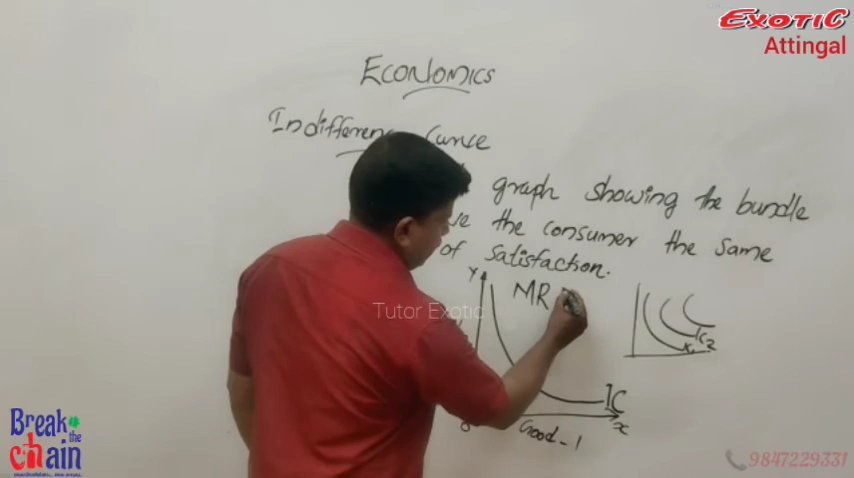 EXOTIC
Attingal
Economics
Indifference curve
graph showing the bundle
the consumer the same
of satisfaction.
Y
MR
IC2
IC
Good - 1
x
Tutor Exotic
Break
the
chain
9847229331